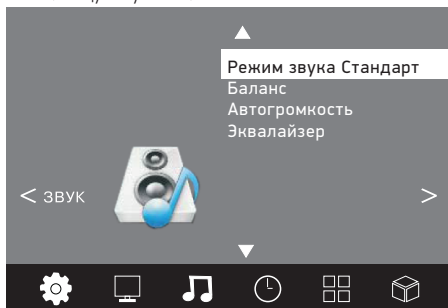 Режим звука Стандарт
Баланс
Автогромкость
Эквалайзер
< ЗВУК >